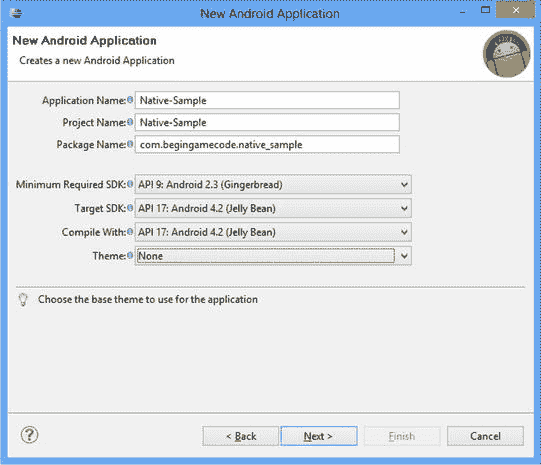 New Android Application
New Android Application
Creates a new Android Application
Application Name: Native-Sample
Project Name: Native-Sample
Package Name: com.begingamecode.native_sample
Minimum Required SDK: API 9: Android 2.3 (Gingerbread)
Target SDK: API 17: Android 4.2 (Jelly Bean)
Compile With: API 17: Android 4.2 (Jelly Bean)
Theme: None
Choose the base theme to use for the application
< Back Next > Finish Cancel